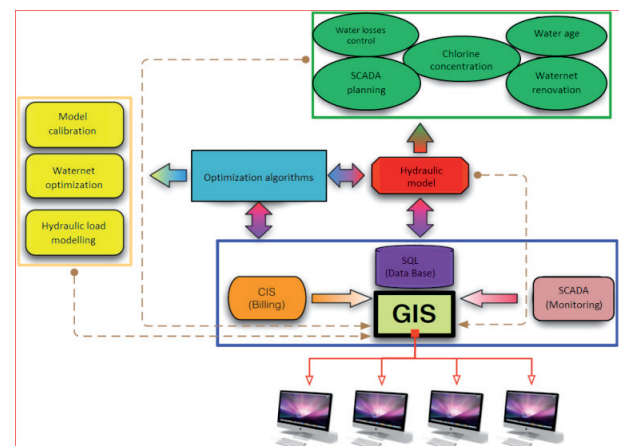 Water losses
control
Water age
Chlorine
concentration
SCADA
planning
Waternet
renovation
Model
calibration
Waternet
optimization
Hydraulic load
modelling
Optimization algorithms
Hydraulic
model
SQL
(Data Base)
CIS
(Billing)
GIS
SCADA
(Monitoring)